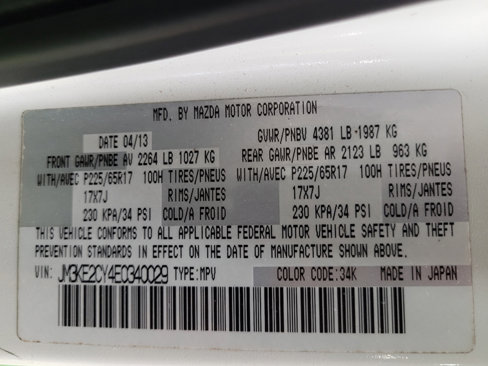 MFD. BY MAZDA MOTOR CORPORATION
DATE 04/13 GVWR/PNBV 4381 LB-1987 KG
FRONT GAWR/PNBE AV 2264 LB 1027 KG REAR GAWR/PNBE AR 2123 LB 963 KG
WITH/AVEC P225/65R17 100H TIRES/PNEUS WITH/AVEC P225/65R17 100H TIRES/PNEUS
17X7J RIMS/JANTES 17X7J RIMS/JANTES
230 KPA/34 PSI COLD/A FROID 230 KPA/34 PSI COLD/A FROID
THIS VEHICLE CONFORMS TO ALL APPLICABLE FEDERAL MOTOR VEHICLE SAFETY AND THEFT
PREVENTION STANDARDS IN EFFECT ON THE DATE OF MANUFACTURE SHOWN ABOVE.
VIN: JM3KE2CY4E0340029 TYPE:MPV COLOR CODE:34K MADE IN JAPAN